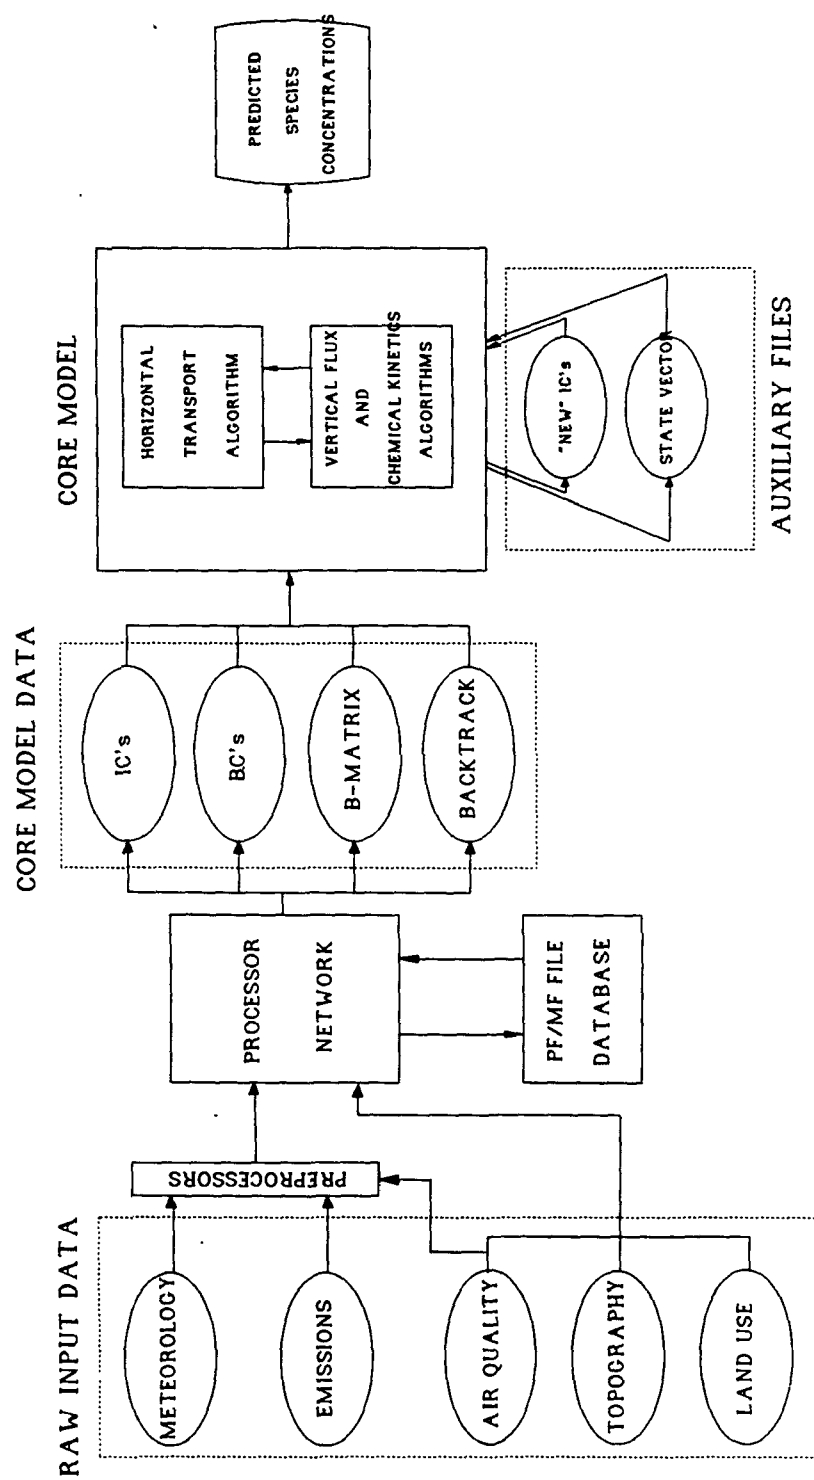 RAW INPUT DATA
METEOROLOGY
EMISSIONS
AIR QUALITY
TOPOGRAPHY
LAND USE
PREPROCESSORS
PROCESSOR
NETWORK
PF/MF FILE
DATABASE
CORE MODEL DATA
IC's
BC's
B-MATRIX
BACKTRACK
CORE MODEL
HORIZONTAL
TRANSPORT
ALGORITHM
VERTICAL FLUX
AND
CHEMICAL KINETICS
ALGORITHMS
"NEW" IC's
STATE VECTOR
AUXILIARY FILES
PREDICTED
SPECIES
CONCENTRATIONS